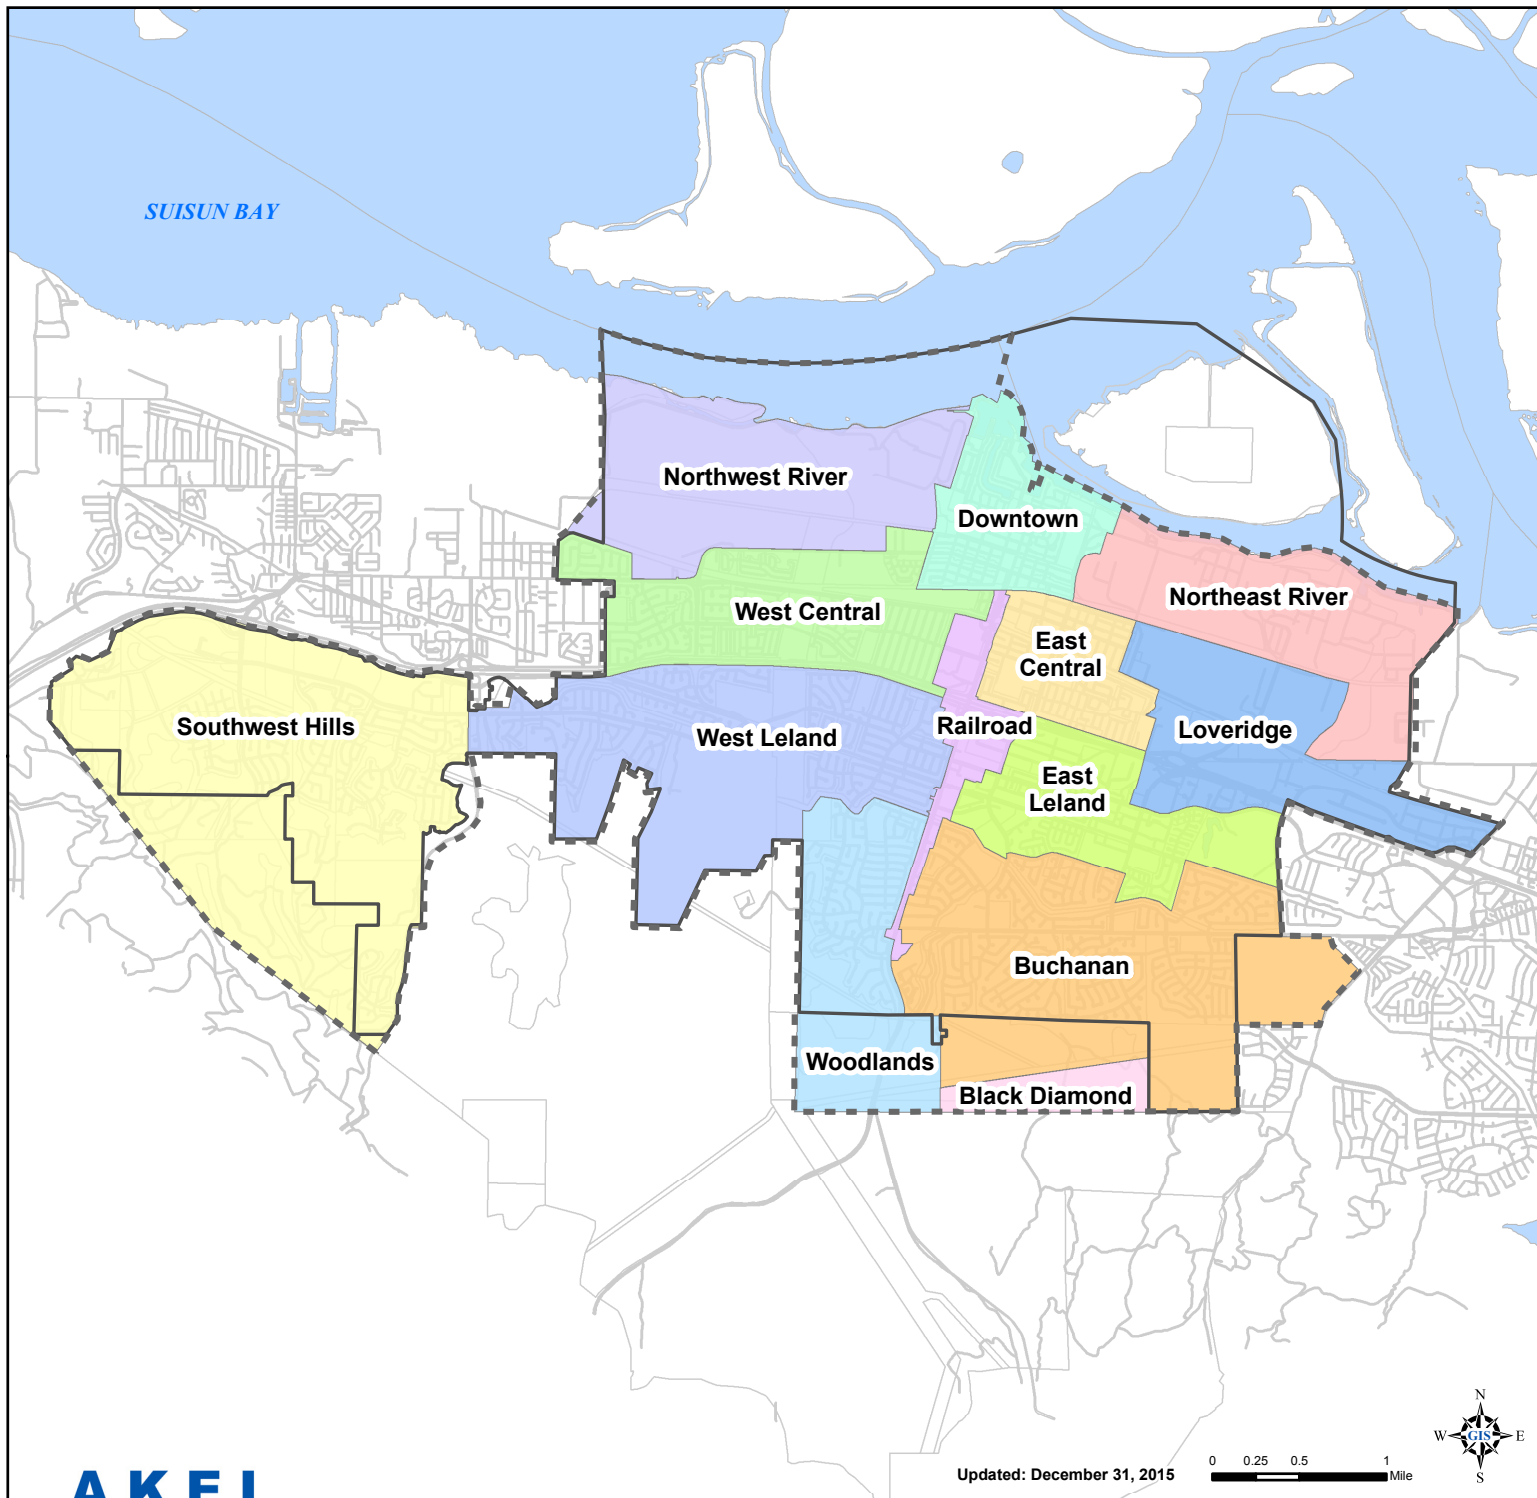 SUISUN BAY
Northwest River
Downtown
Northeast River
West Central
East
Central
Southwest Hills
West Leland
Railroad
Loveridge
East
Leland
Buchanan
Woodlands
Black Diamond
N
W GIS E
S
Updated: December 31, 2015
0 0.25 0.5 1
Mile